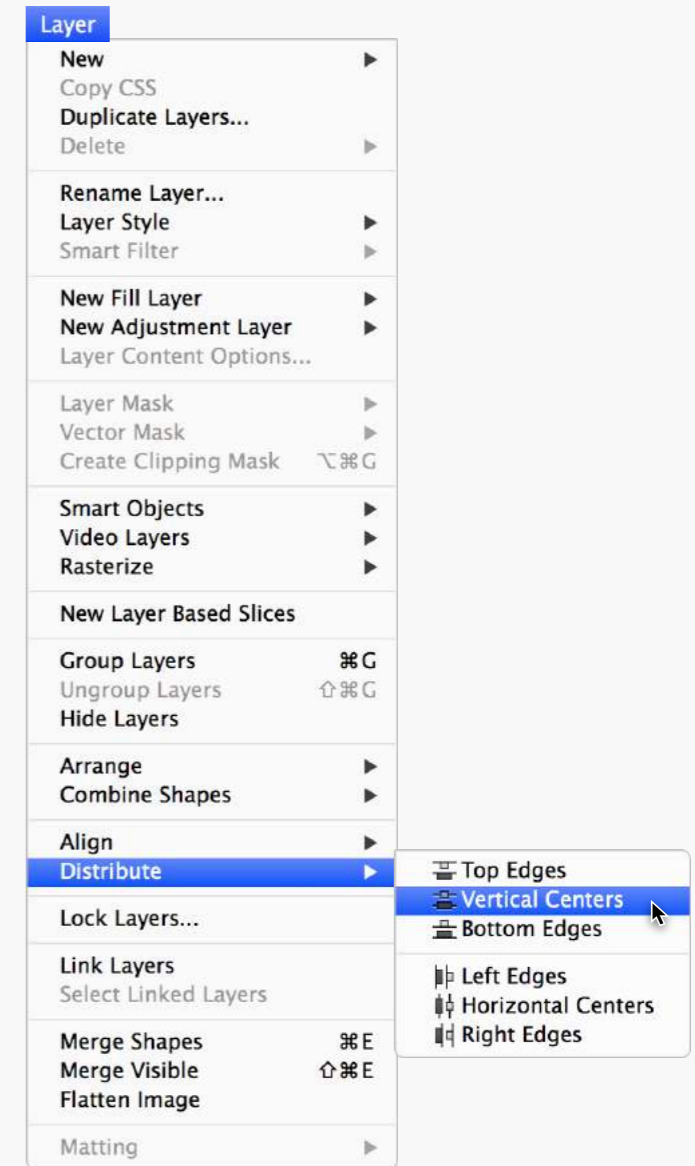 Layer
New
Copy CSS
Duplicate Layers...
Delete
Rename Layer...
Layer Style
Smart Filter
New Fill Layer
New Adjustment Layer
Layer Content Options...
Layer Mask
Vector Mask
Create Clipping Mask ⌥⌘G
Smart Objects
Video Layers
Rasterize
New Layer Based Slices
Group Layers ⌘G
Ungroup Layers ⇧⌘G
Hide Layers
Arrange
Combine Shapes
Align
Distribute
Top Edges
Vertical Centers
Bottom Edges
Left Edges
Horizontal Centers
Right Edges
Lock Layers...
Link Layers
Select Linked Layers
Merge Shapes ⌘E
Merge Visible ⇧⌘E
Flatten Image
Matting